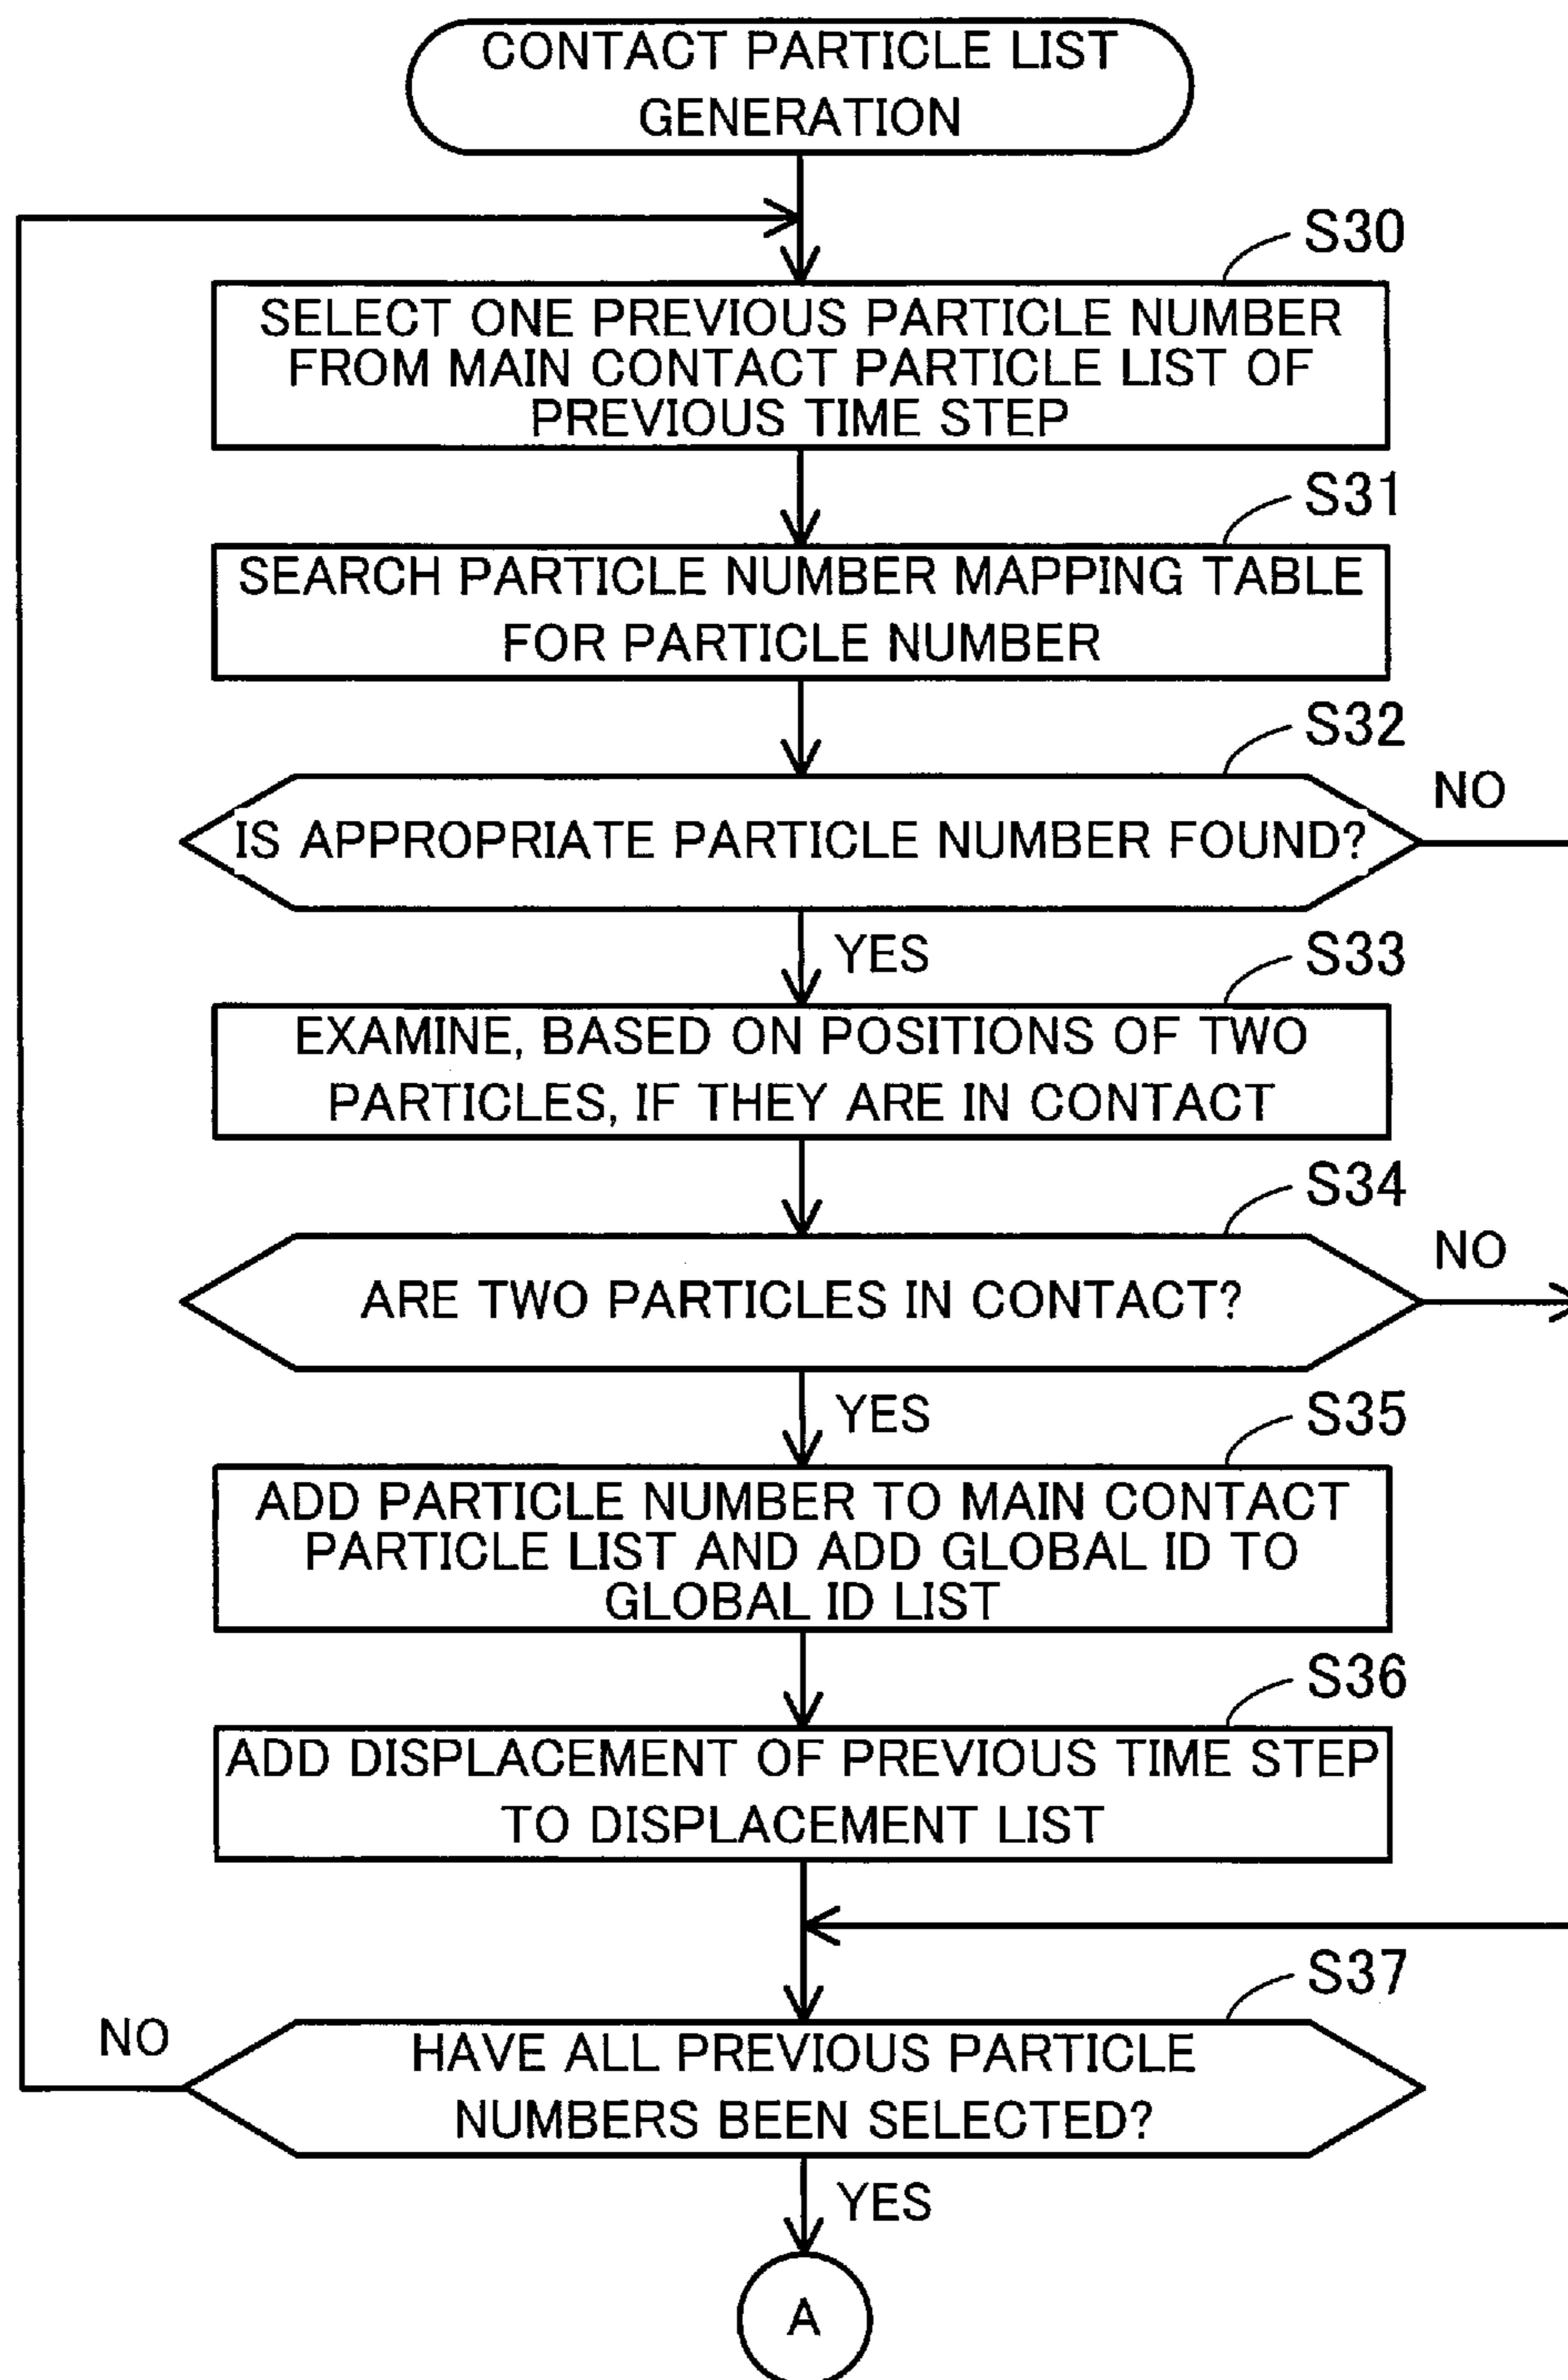 CONTACT PARTICLE LIST
GENERATION
S30
SELECT ONE PREVIOUS PARTICLE NUMBER
FROM MAIN CONTACT PARTICLE LIST OF
PREVIOUS TIME STEP
S31
SEARCH PARTICLE NUMBER MAPPING TABLE
FOR PARTICLE NUMBER
S32
NO
IS APPROPRIATE PARTICLE NUMBER FOUND?
YES
S33
EXAMINE, BASED ON POSITIONS OF TWO
PARTICLES, IF THEY ARE IN CONTACT
S34
NO
ARE TWO PARTICLES IN CONTACT?
YES
S35
ADD PARTICLE NUMBER TO MAIN CONTACT
PARTICLE LIST AND ADD GLOBAL ID TO
GLOBAL ID LIST
S36
ADD DISPLACEMENT OF PREVIOUS TIME STEP
TO DISPLACEMENT LIST
S37
NO
HAVE ALL PREVIOUS PARTICLE
NUMBERS BEEN SELECTED?
YES
A